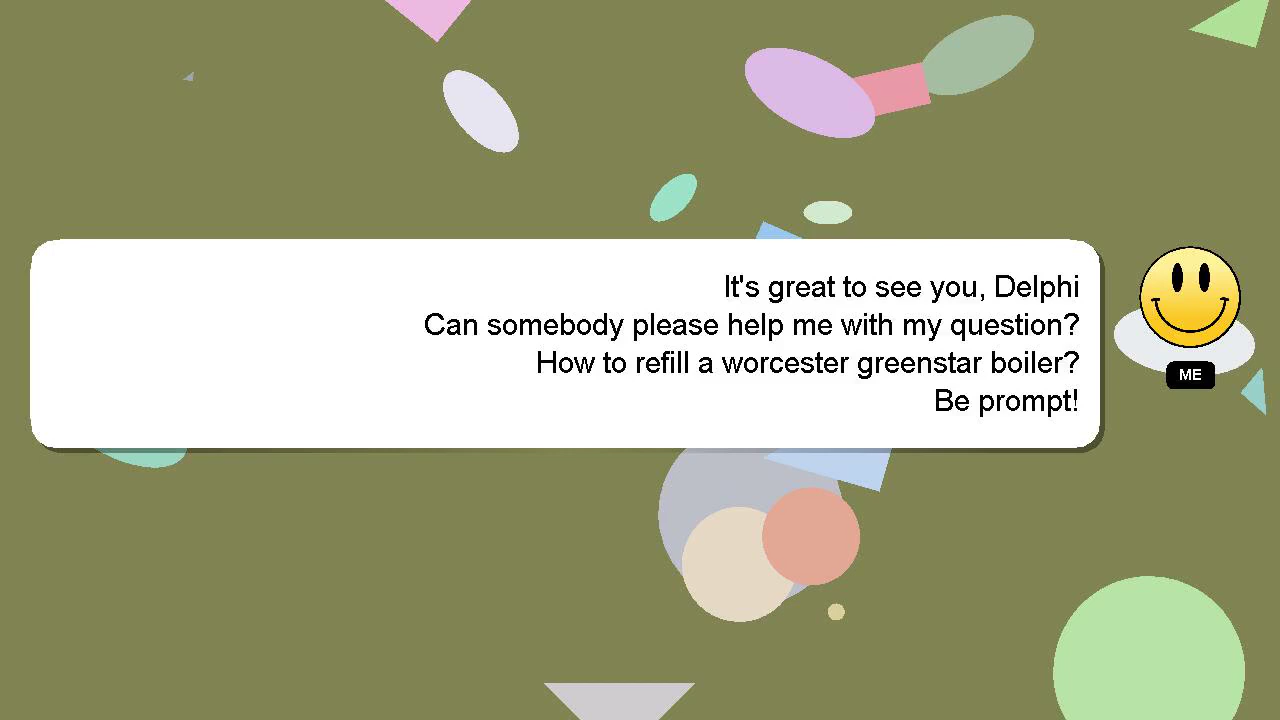 It's great to see you, Delphi
Can somebody please help me with my question?
How to refill a worcester greenstar boiler?
Be prompt!
ME